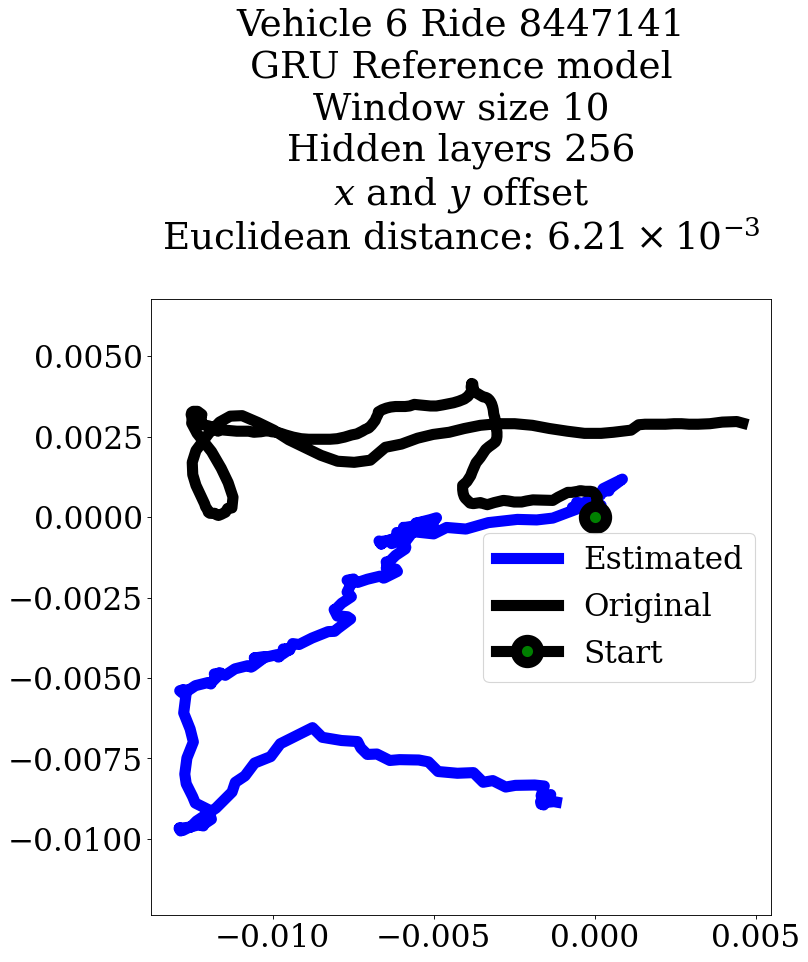 Vehicle 6 Ride 8447141
GRU Reference model
Window size 10
Hidden layers 256
x and y offset
Euclidean distance: 6.21 × 10⁻³
0.0050
0.0025
0.0000
−0.0025
−0.0050
−0.0075
−0.0100
Estimated
Original
Start
−0.010
−0.005
0.000
0.005